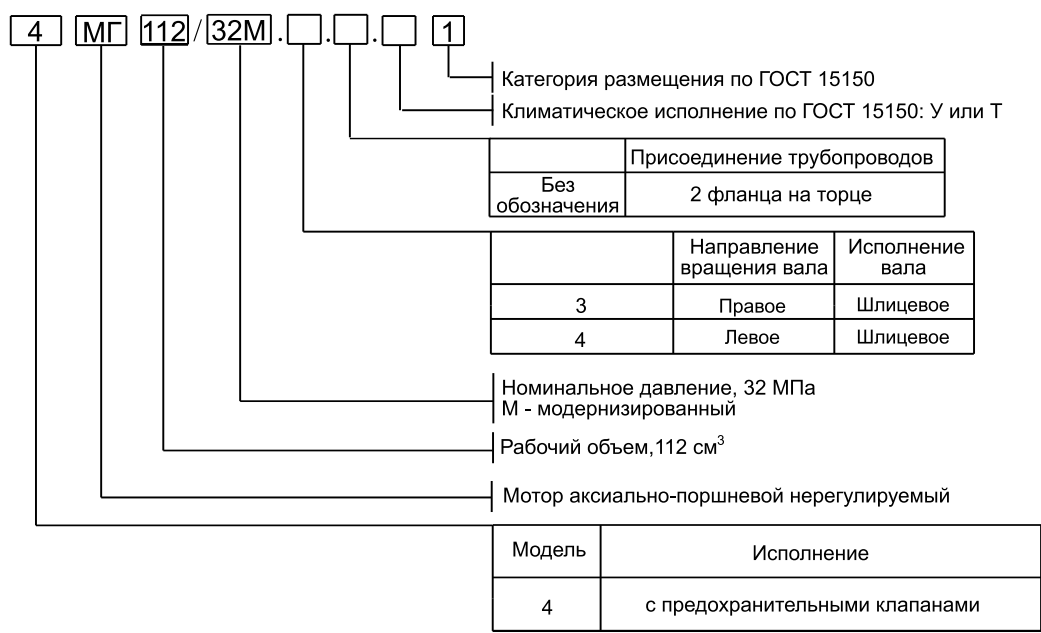 4 МГ 112 / 32М . . . 1
Категория размещения по ГОСТ 15150
Климатическое исполнение по ГОСТ 15150: У или Т
Присоединение трубопроводов
Без
обозначения
2 фланца на торце
Направление
вращения вала
Исполнение
вала
3 Правое Шлицевое
4 Левое Шлицевое
Номинальное давление, 32 МПа
М - модернизированный
Рабочий объем,112 см³
Мотор аксиально-поршневой нерегулируемый
Модель Исполнение
4 с предохранительными клапанами